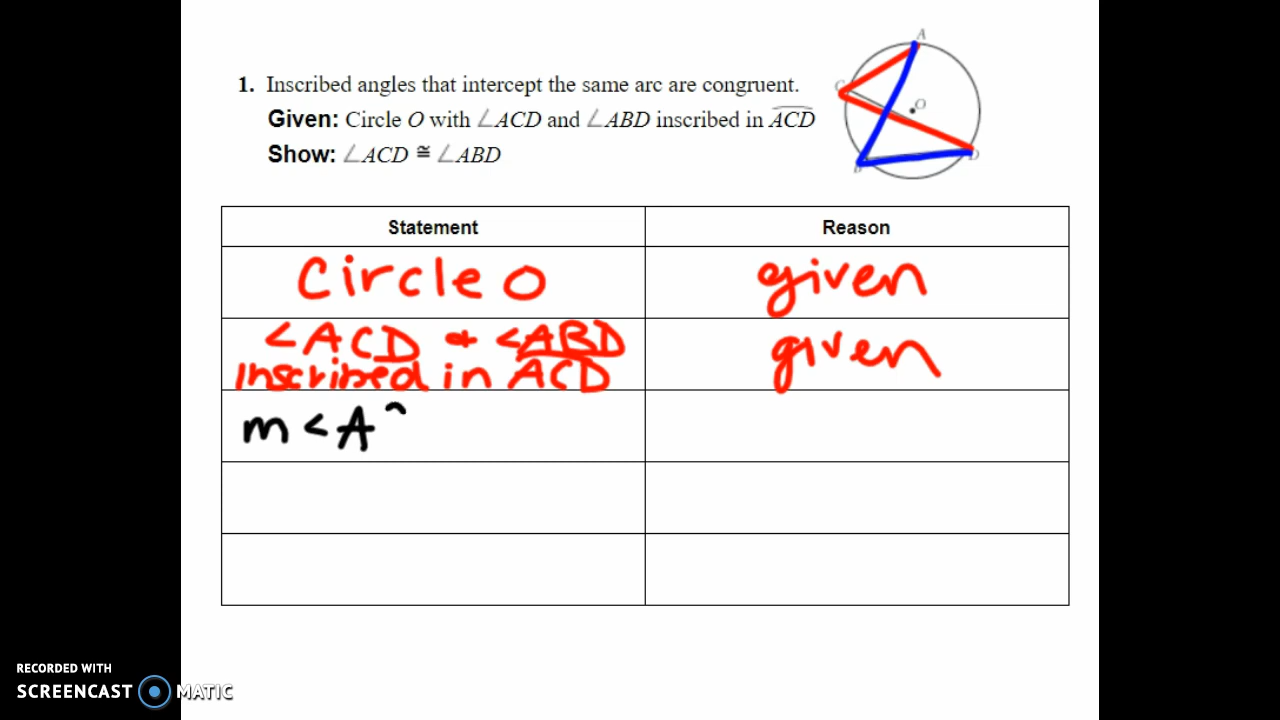 1. Inscribed angles that intercept the same arc are congruent.
Given: Circle O with ∠ACD and ∠ABD inscribed in ACD
Show: ∠ACD ≅ ∠ABD
A
C
O
D
B
Statement
Reason
Circle O
given
<ACD + <ABD
inscribed in ACD
given
m <A
RECORDED WITH
SCREENCAST MATIC